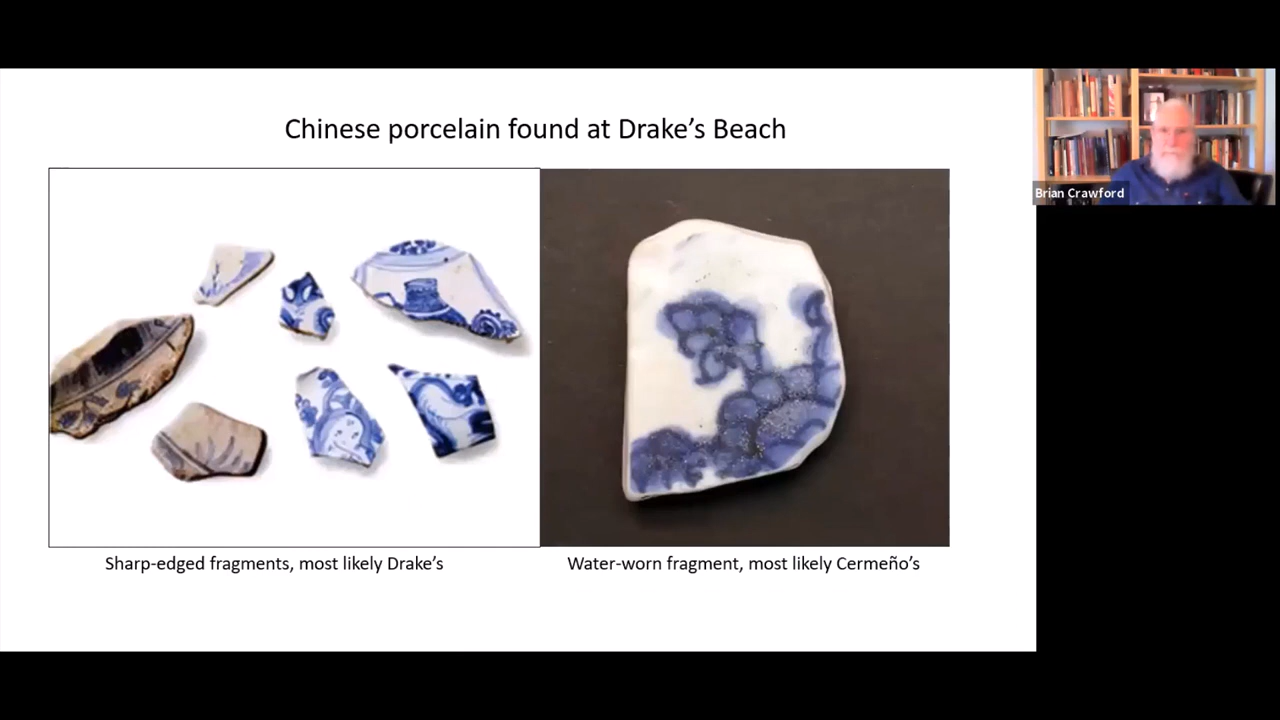 Chinese porcelain found at Drake’s Beach
Brian Crawford
Sharp-edged fragments, most likely Drake’s
Water-worn fragment, most likely Cermeño’s